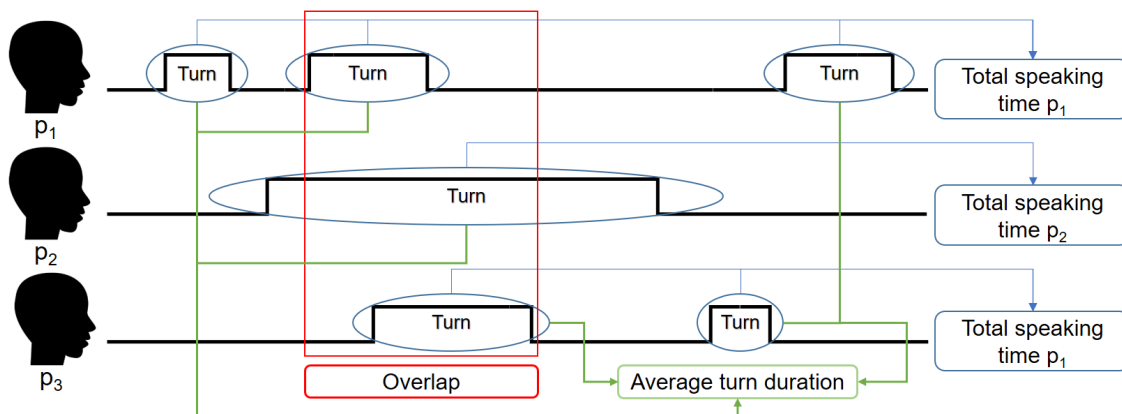 Turn Turn Turn
Total speaking
time p₁
p₁
Turn
Total speaking
time p₂
p₂
Turn Turn
Total speaking
time p₁
p₃
Overlap
Average turn duration